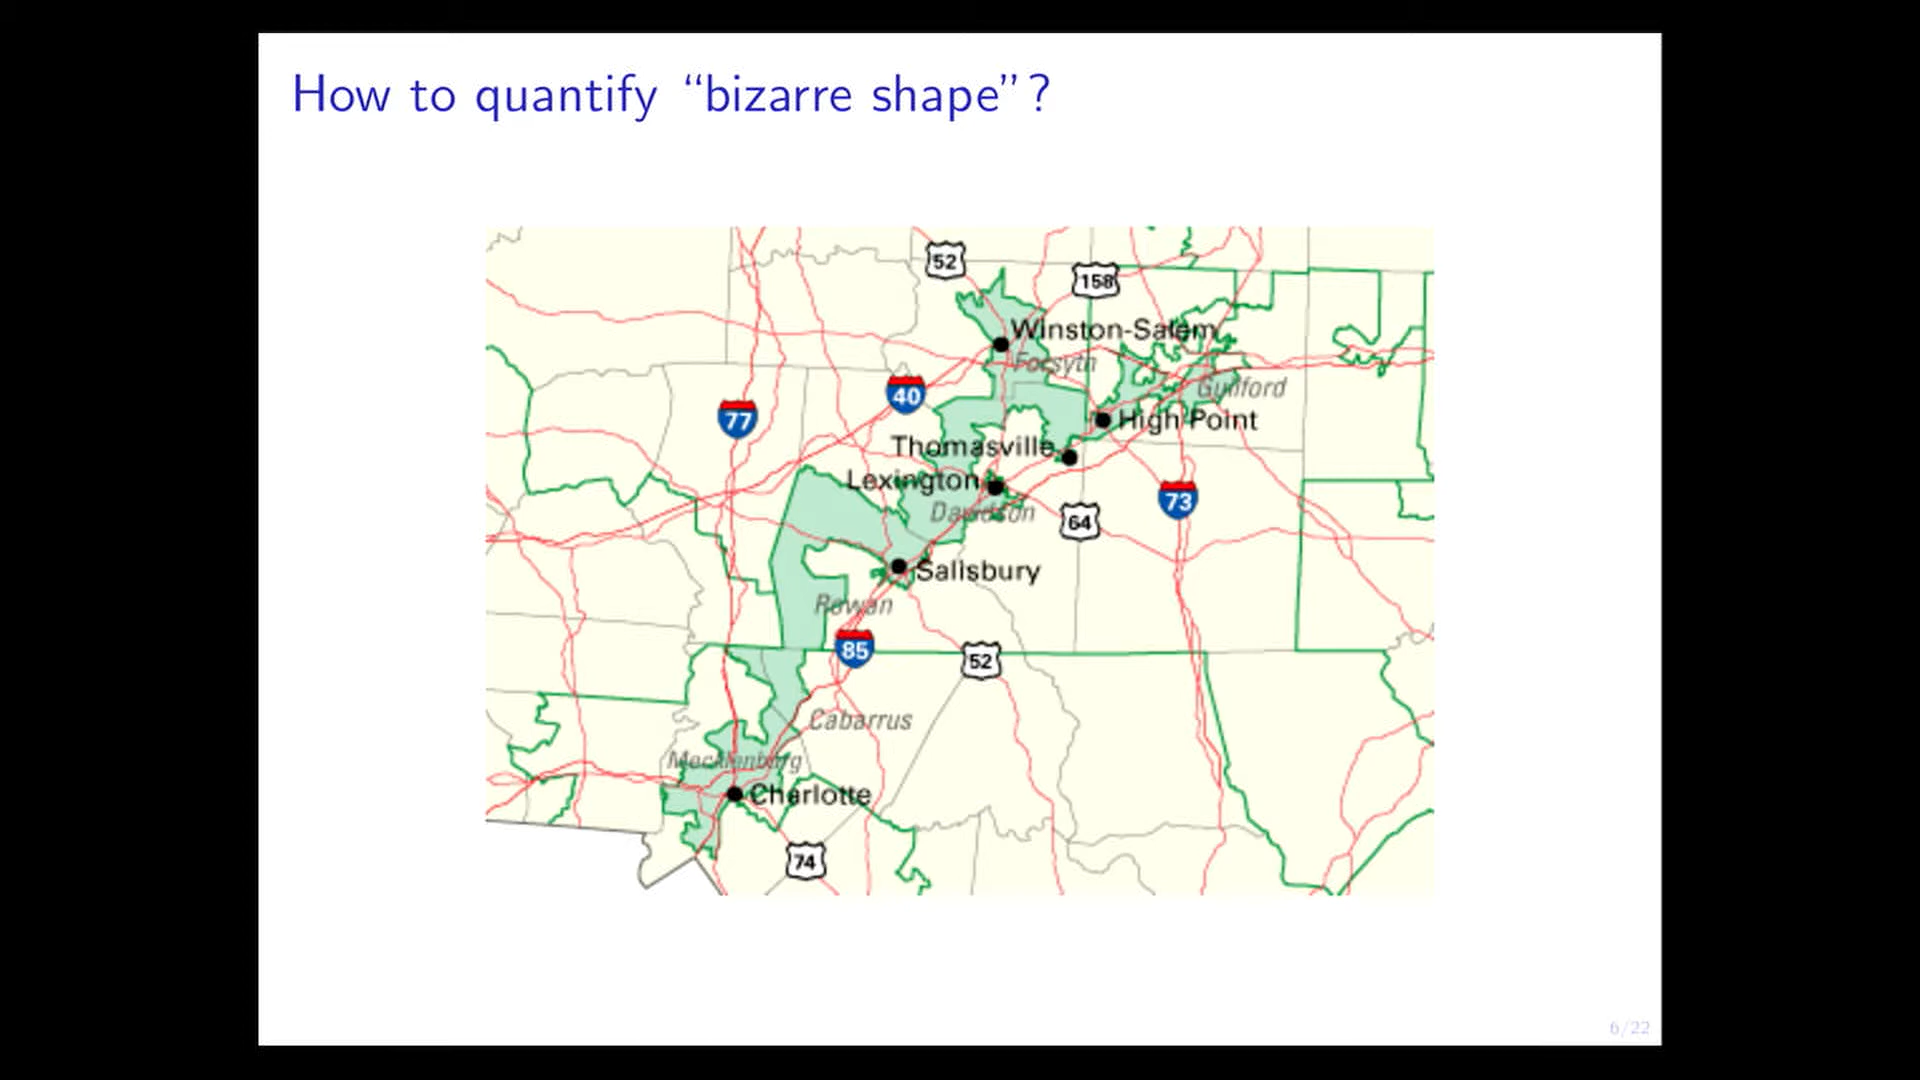 How to quantify “bizarre shape”?
52
158
Winston-Salem
Forsyth
40
Guilford
77
High Point
Thomasville
Lexington
73
Davidson
64
Salisbury
Rowan
85
52
Cabarrus
Mecklenburg
Charlotte
74
6/22